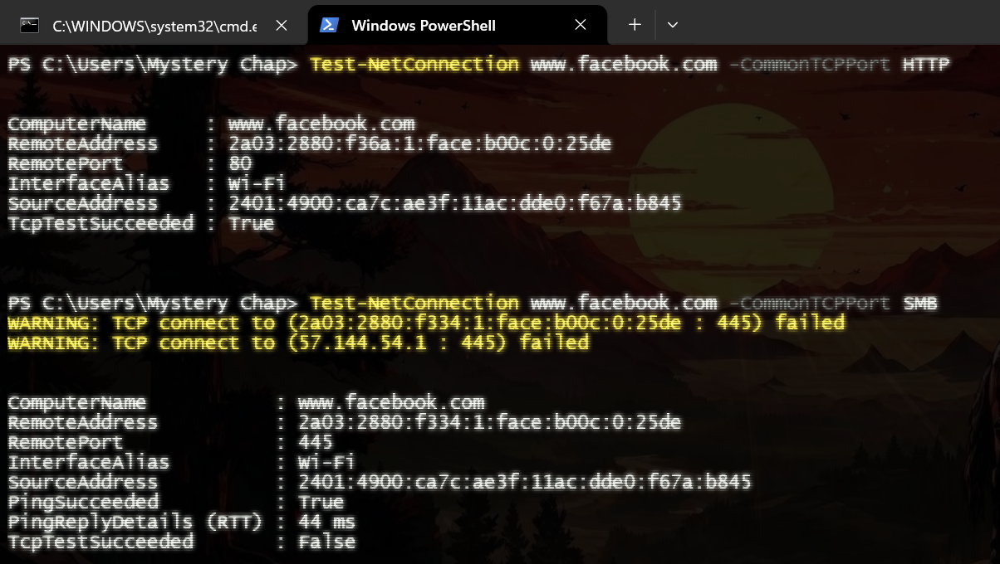 C:\WINDOWS\system32\cmd.e
Windows PowerShell
PS C:\Users\Mystery Chap> Test-NetConnection www.facebook.com -CommonTCPPort HTTP
ComputerName : www.facebook.com
RemoteAddress : 2a03:2880:f36a:1:face:b00c:0:25de
RemotePort : 80
InterfaceAlias : Wi-Fi
SourceAddress : 2401:4900:ca7c:ae3f:11ac:dde0:f67a:b845
TcpTestSucceeded : True
PS C:\Users\Mystery Chap> Test-NetConnection www.facebook.com -CommonTCPPort SMB
WARNING: TCP connect to (2a03:2880:f334:1:face:b00c:0:25de : 445) failed
WARNING: TCP connect to (57.144.54.1 : 445) failed
ComputerName : www.facebook.com
RemoteAddress : 2a03:2880:f334:1:face:b00c:0:25de
RemotePort : 445
InterfaceAlias : Wi-Fi
SourceAddress : 2401:4900:ca7c:ae3f:11ac:dde0:f67a:b845
PingSucceeded : True
PingReplyDetails (RTT) : 44 ms
TcpTestSucceeded : False